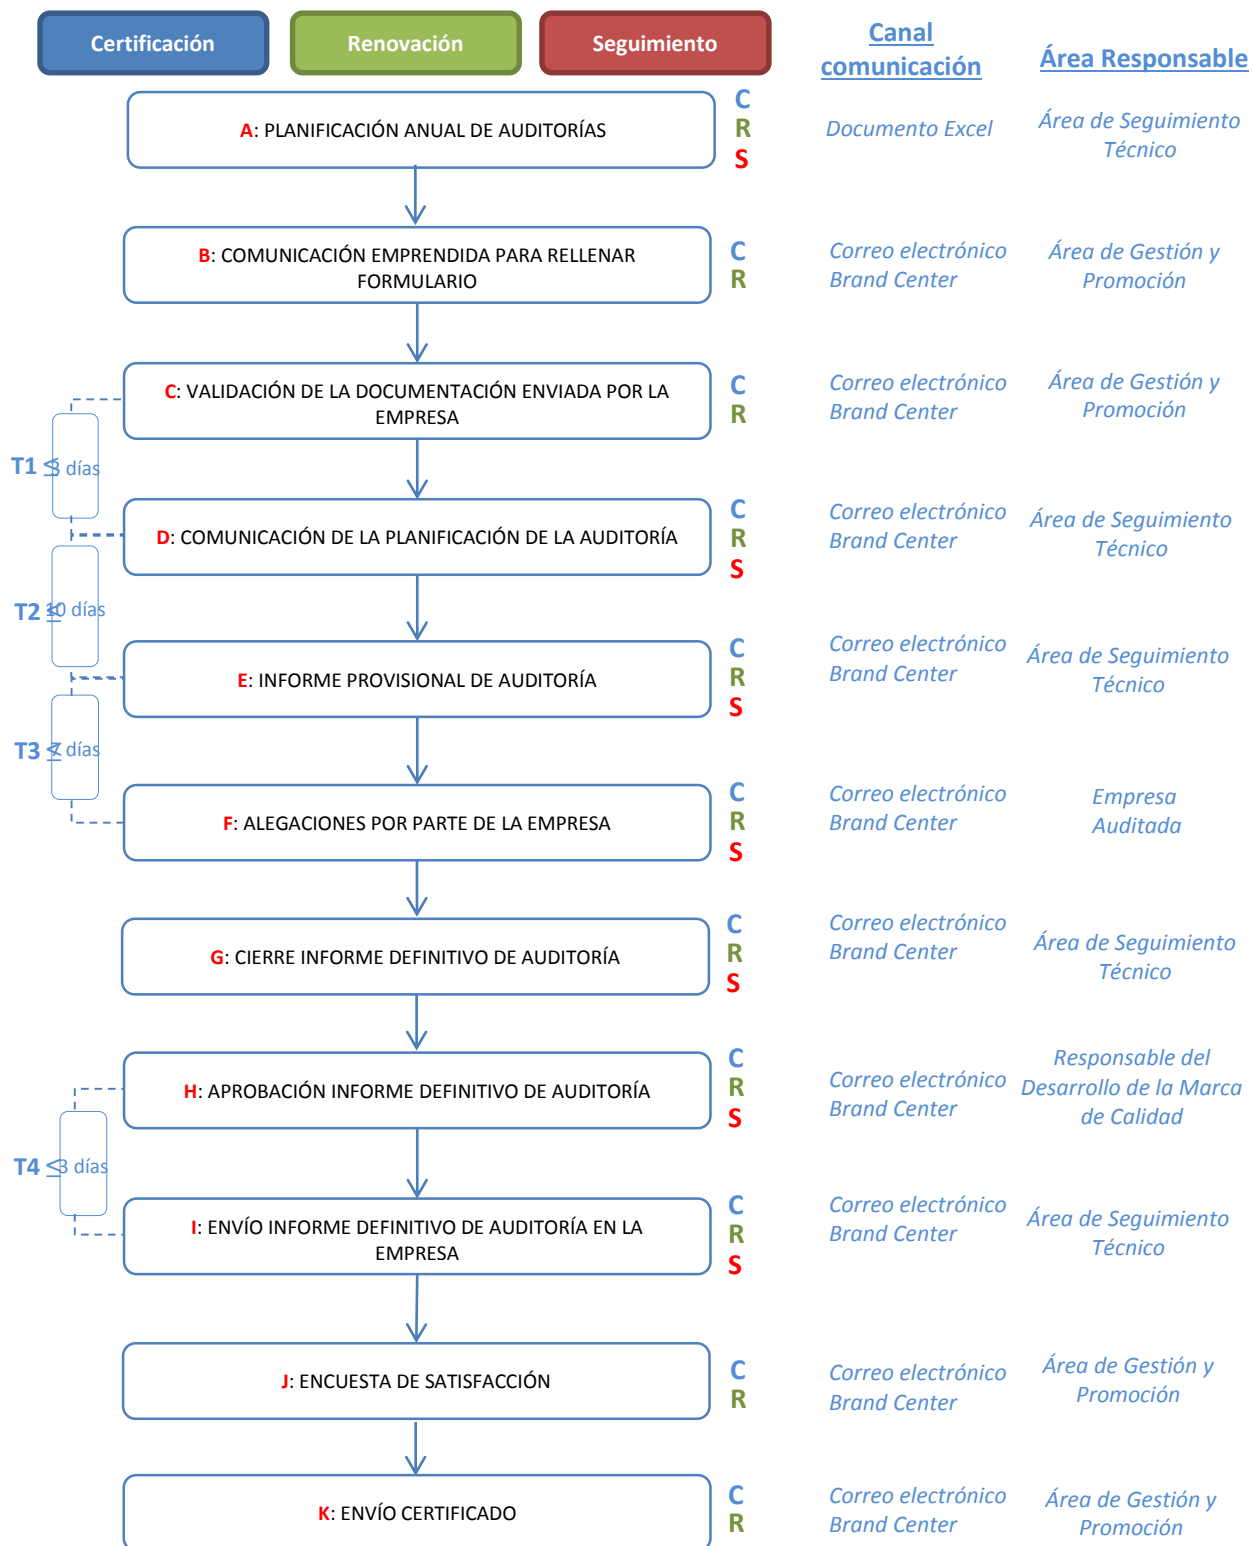 Certificación
Renovación
Seguimiento
Canal
comunicación
Área Responsable
A: PLANIFICACIÓN ANUAL DE AUDITORÍAS
C
R
S
Documento Excel
Área de Seguimiento
Técnico
B: COMUNICACIÓN EMPRENDIDA PARA RELLENAR
FORMULARIO
C
R
Correo electrónico
Brand Center
Área de Gestión y
Promoción
C: VALIDACIÓN DE LA DOCUMENTACIÓN ENVIADA POR LA
EMPRESA
C
R
Correo electrónico
Brand Center
Área de Gestión y
Promoción
T1 ≤ 3 días
D: COMUNICACIÓN DE LA PLANIFICACIÓN DE LA AUDITORÍA
C
R
S
Correo electrónico
Brand Center
Área de Seguimiento
Técnico
T2 ≤ 10 días
E: INFORME PROVISIONAL DE AUDITORÍA
C
R
S
Correo electrónico
Brand Center
Área de Seguimiento
Técnico
T3 ≤ 7 días
F: ALEGACIONES POR PARTE DE LA EMPRESA
C
R
S
Correo electrónico
Brand Center
Empresa
Auditada
G: CIERRE INFORME DEFINITIVO DE AUDITORÍA
C
R
S
Correo electrónico
Brand Center
Área de Seguimiento
Técnico
H: APROBACIÓN INFORME DEFINITIVO DE AUDITORÍA
C
R
S
Correo electrónico
Brand Center
Responsable del
Desarrollo de la Marca
de Calidad
T4 ≤ 3 días
I: ENVÍO INFORME DEFINITIVO DE AUDITORÍA EN LA
EMPRESA
C
R
S
Correo electrónico
Brand Center
Área de Seguimiento
Técnico
J: ENCUESTA DE SATISFACCIÓN
C
R
Correo electrónico
Brand Center
Área de Gestión y
Promoción
K: ENVÍO CERTIFICADO
C
R
Correo electrónico
Brand Center
Área de Gestión y
Promoción